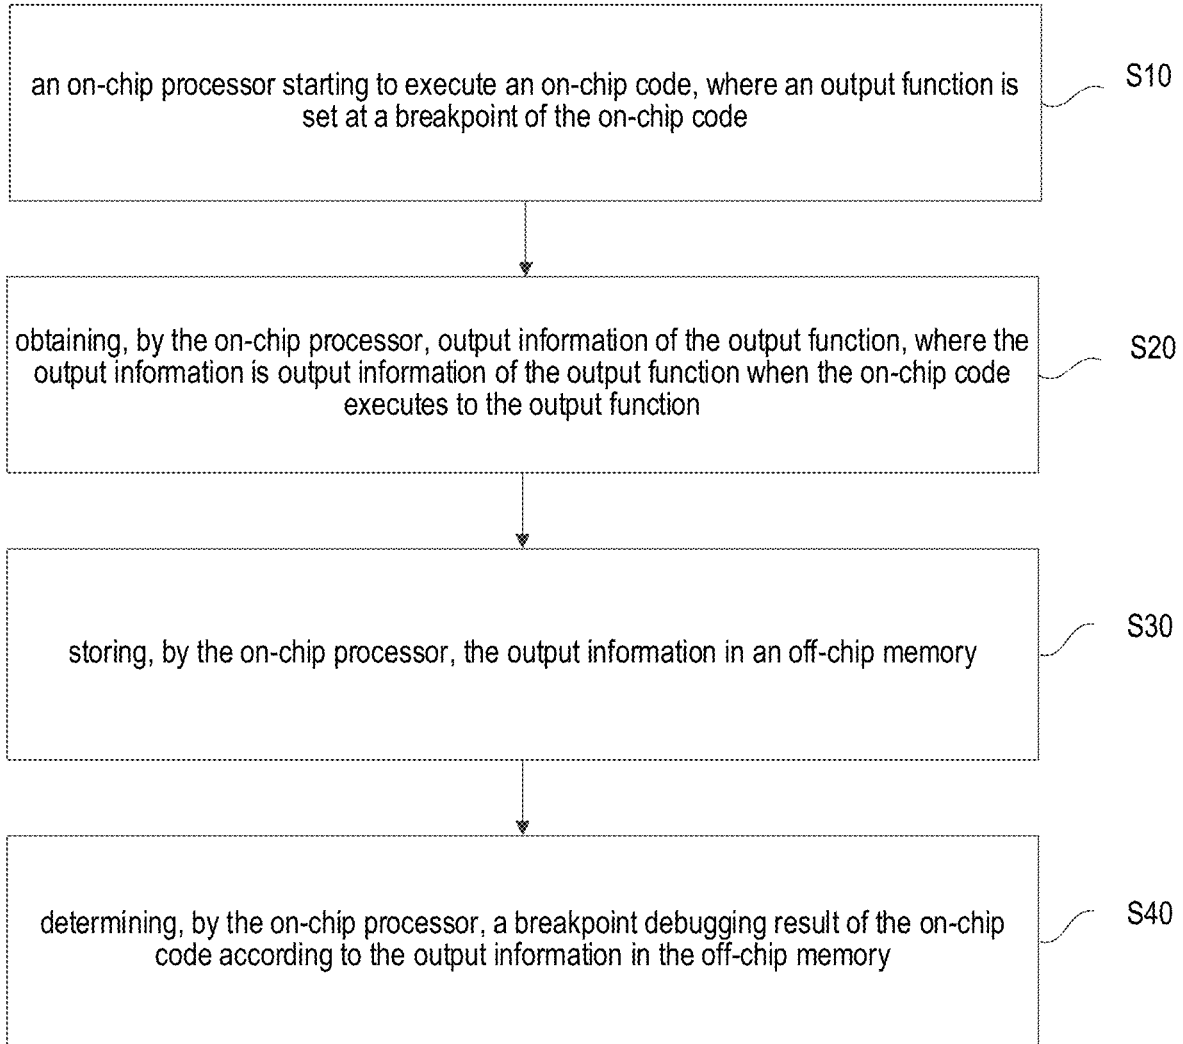 an on-chip processor starting to execute an on-chip code, where an output function is
set at a breakpoint of the on-chip code
S10
obtaining, by the on-chip processor, output information of the output function, where the
output information is output information of the output function when the on-chip code
executes to the output function
S20
storing, by the on-chip processor, the output information in an off-chip memory
S30
determining, by the on-chip processor, a breakpoint debugging result of the on-chip
code according to the output information in the off-chip memory
S40